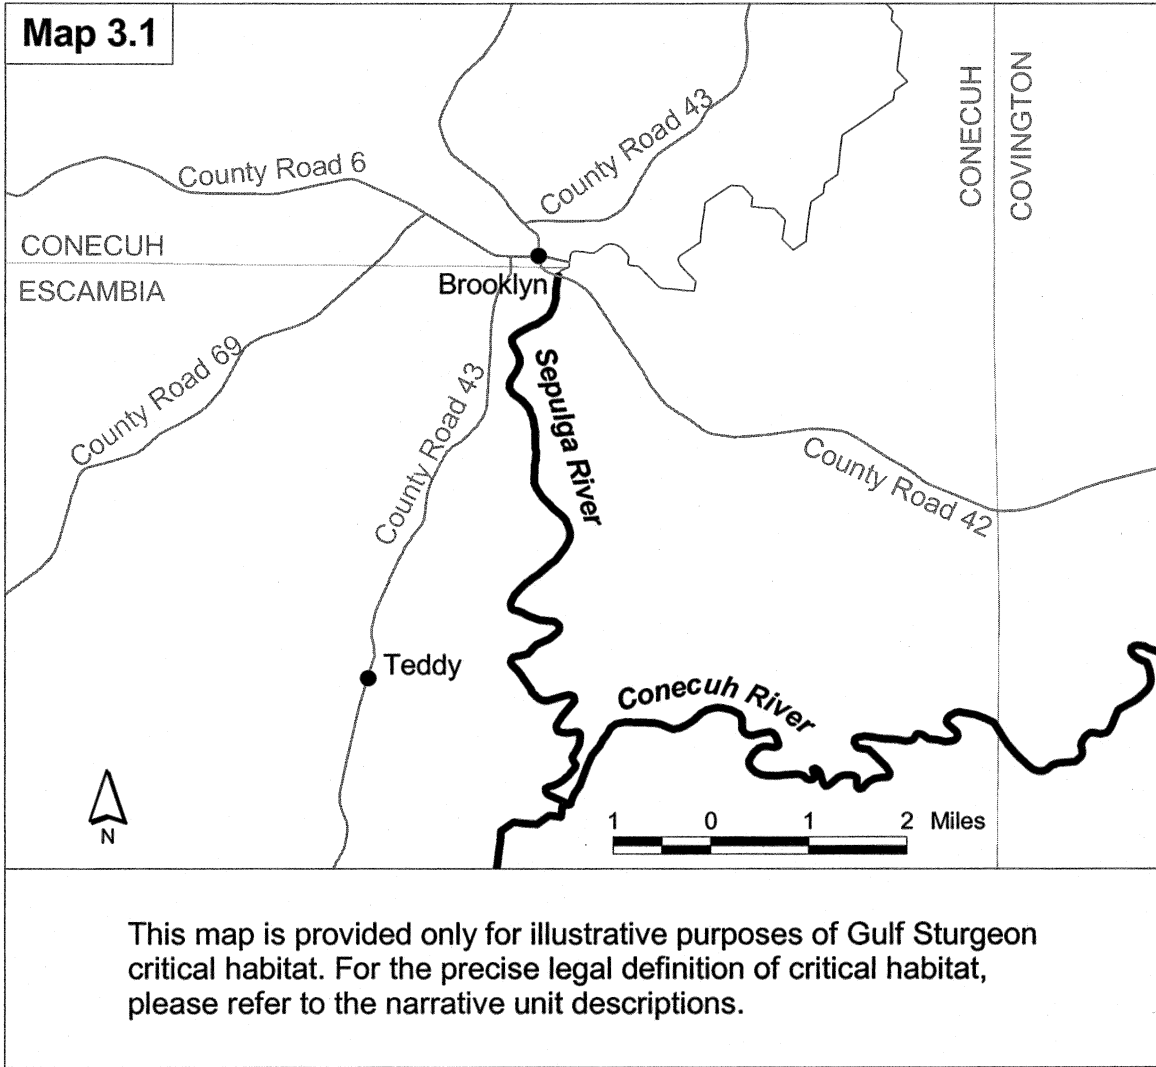 Map 3.1
County Road 6
County Road 43
CONECUH
COVINGTON
CONECUH
ESCAMBIA
Brooklyn
County Road 69
County Road 43
Sepulga River
County Road 42
Teddy
Conecuh River
N
1 0 1 2 Miles
This map is provided only for illustrative purposes of Gulf Sturgeon
critical habitat. For the precise legal definition of critical habitat,
please refer to the narrative unit descriptions.